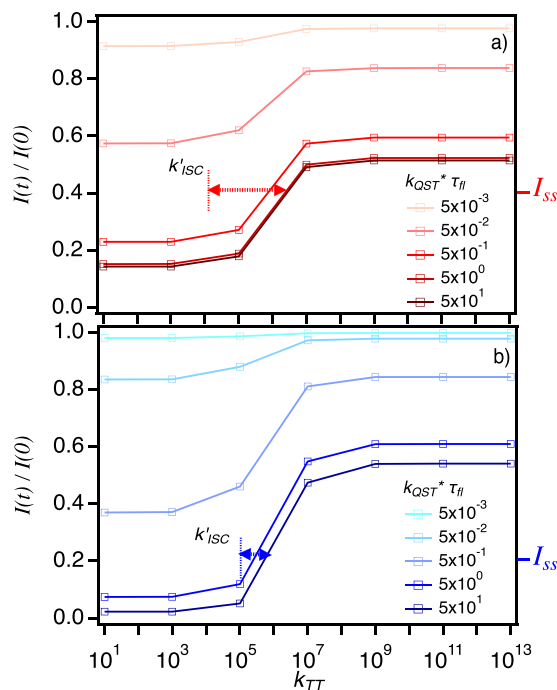 1.0
a)
0.8
I(t) / I(0)
0.6
k'ISC
kQST* τfl
0.4
5x10⁻³
Iss
5x10⁻²
0.2
5x10⁻¹
5x10⁰
0.0
5x10¹
1.0
b)
0.8
I(t) / I(0)
0.6
kQST* τfl
0.4
5x10⁻³
k'ISC
5x10⁻²
0.2
5x10⁻¹
Iss
5x10⁰
0.0
5x10¹
10¹ 10³ 10⁵ 10⁷ 10⁹ 10¹¹ 10¹³
kTT